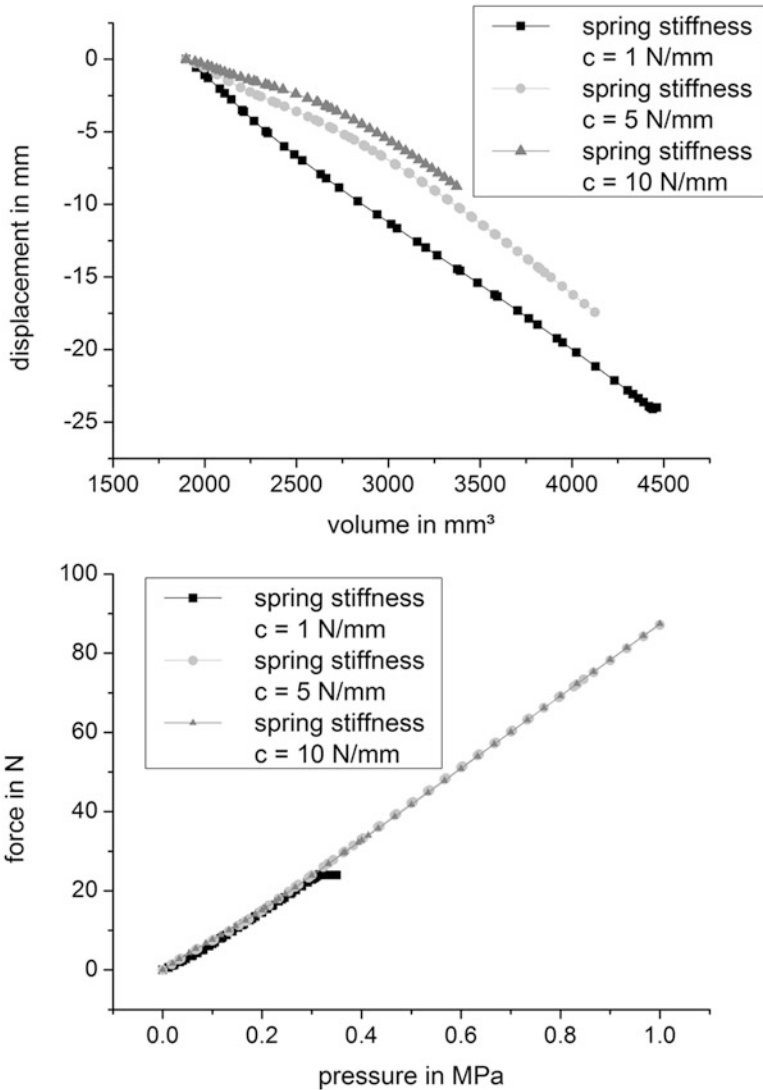 spring stiffness
c = 1 N/mm
spring stiffness
c = 5 N/mm
spring stiffness
c = 10 N/mm
0
-5
-10
-15
-20
-25
displacement in mm
1500 2000 2500 3000 3500 4000 4500
volume in mm³
spring stiffness
c = 1 N/mm
spring stiffness
c = 5 N/mm
spring stiffness
c = 10 N/mm
100
80
60
40
20
0
force in N
0.0 0.2 0.4 0.6 0.8 1.0
pressure in MPa